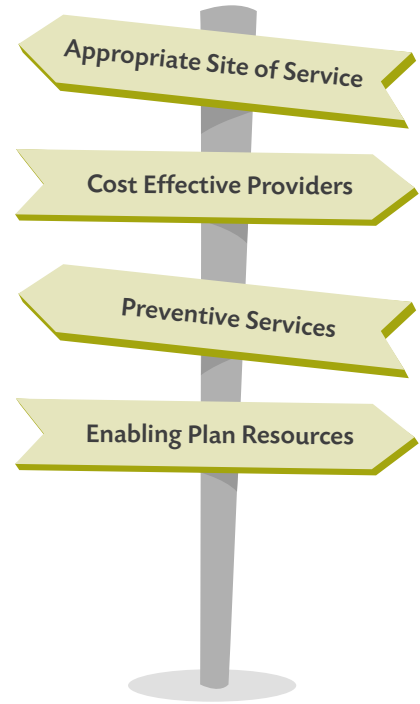 Appropriate Site of Service
Cost Effective Providers
Preventive Services
Enabling Plan Resources